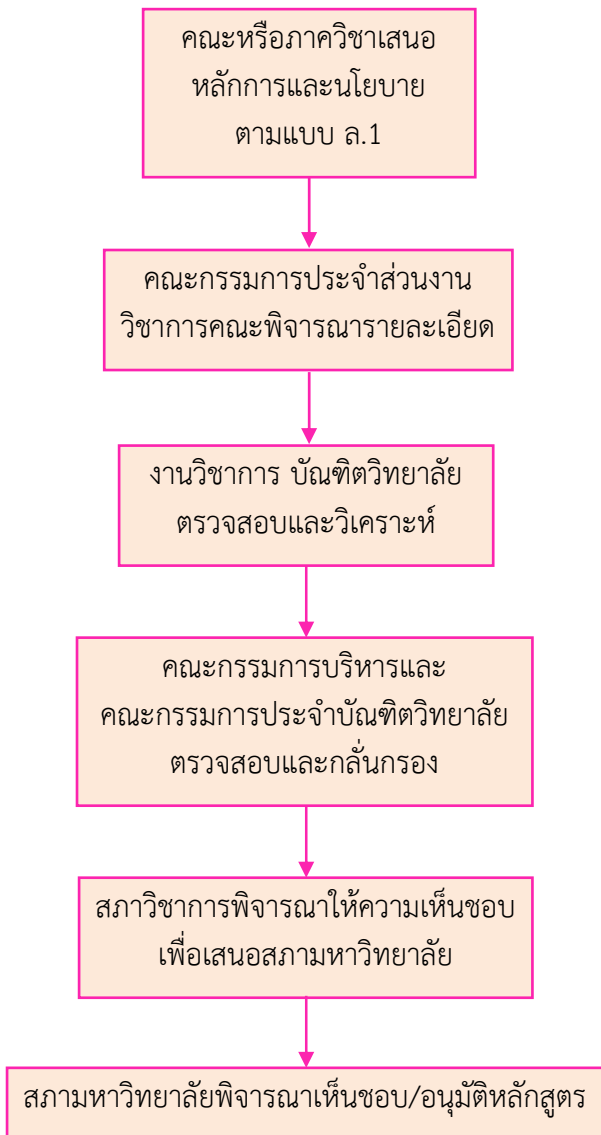 คณะหรือภาควิชาเสนอ
หลักการและนโยบาย
ตามแบบ ล.1
คณะกรรมการประจำส่วนงาน
วิชาการคณะพิจารณารายละเอียด
งานวิชาการ บัณฑิตวิทยาลัย
ตรวจสอบและวิเคราะห์
คณะกรรมการบริหารและ
คณะกรรมการประจำบัณฑิตวิทยาลัย
ตรวจสอบและกลั่นกรอง
สภาวิชาการพิจารณาให้ความเห็นชอบ
เพื่อเสนอสภามหาวิทยาลัย
สภามหาวิทยาลัยพิจารณาเห็นชอบ/อนุมัติหลักสูตร